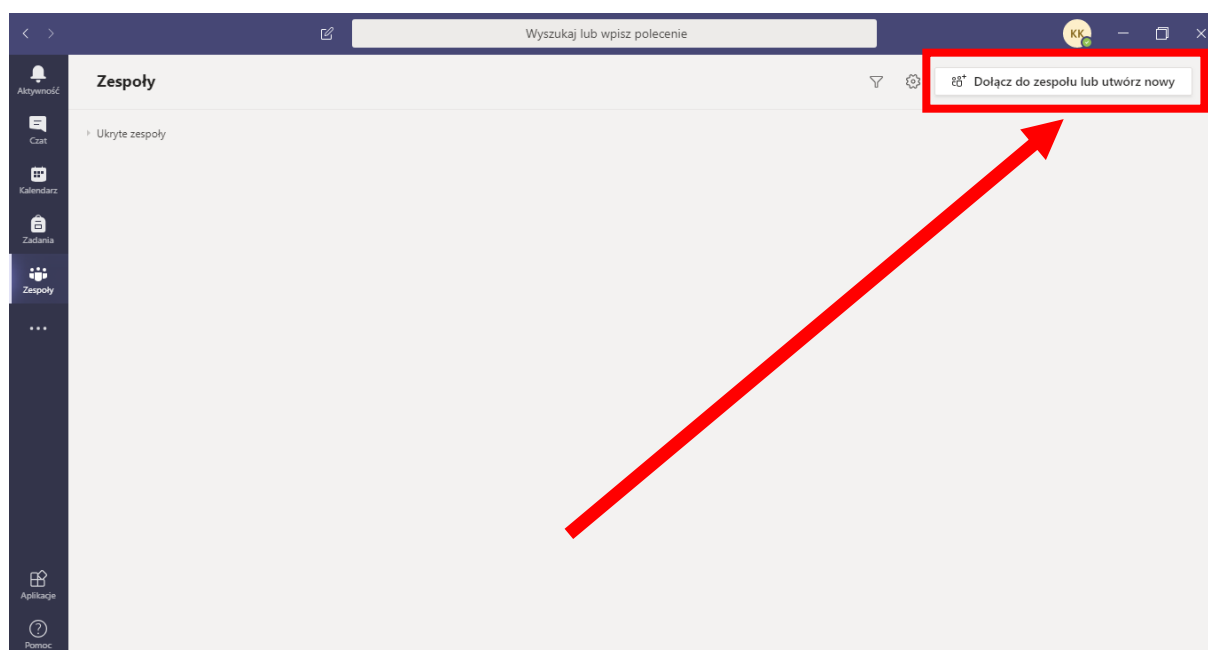 Wyszukaj lub wpisz polecenie
KK
Aktywność
Zespoły
Dołącz do zespołu lub utwórz nowy
Ukryte zespoły
Czat
Kalendarz
Zadania
Zespoły
Aplikacje
Pomoc